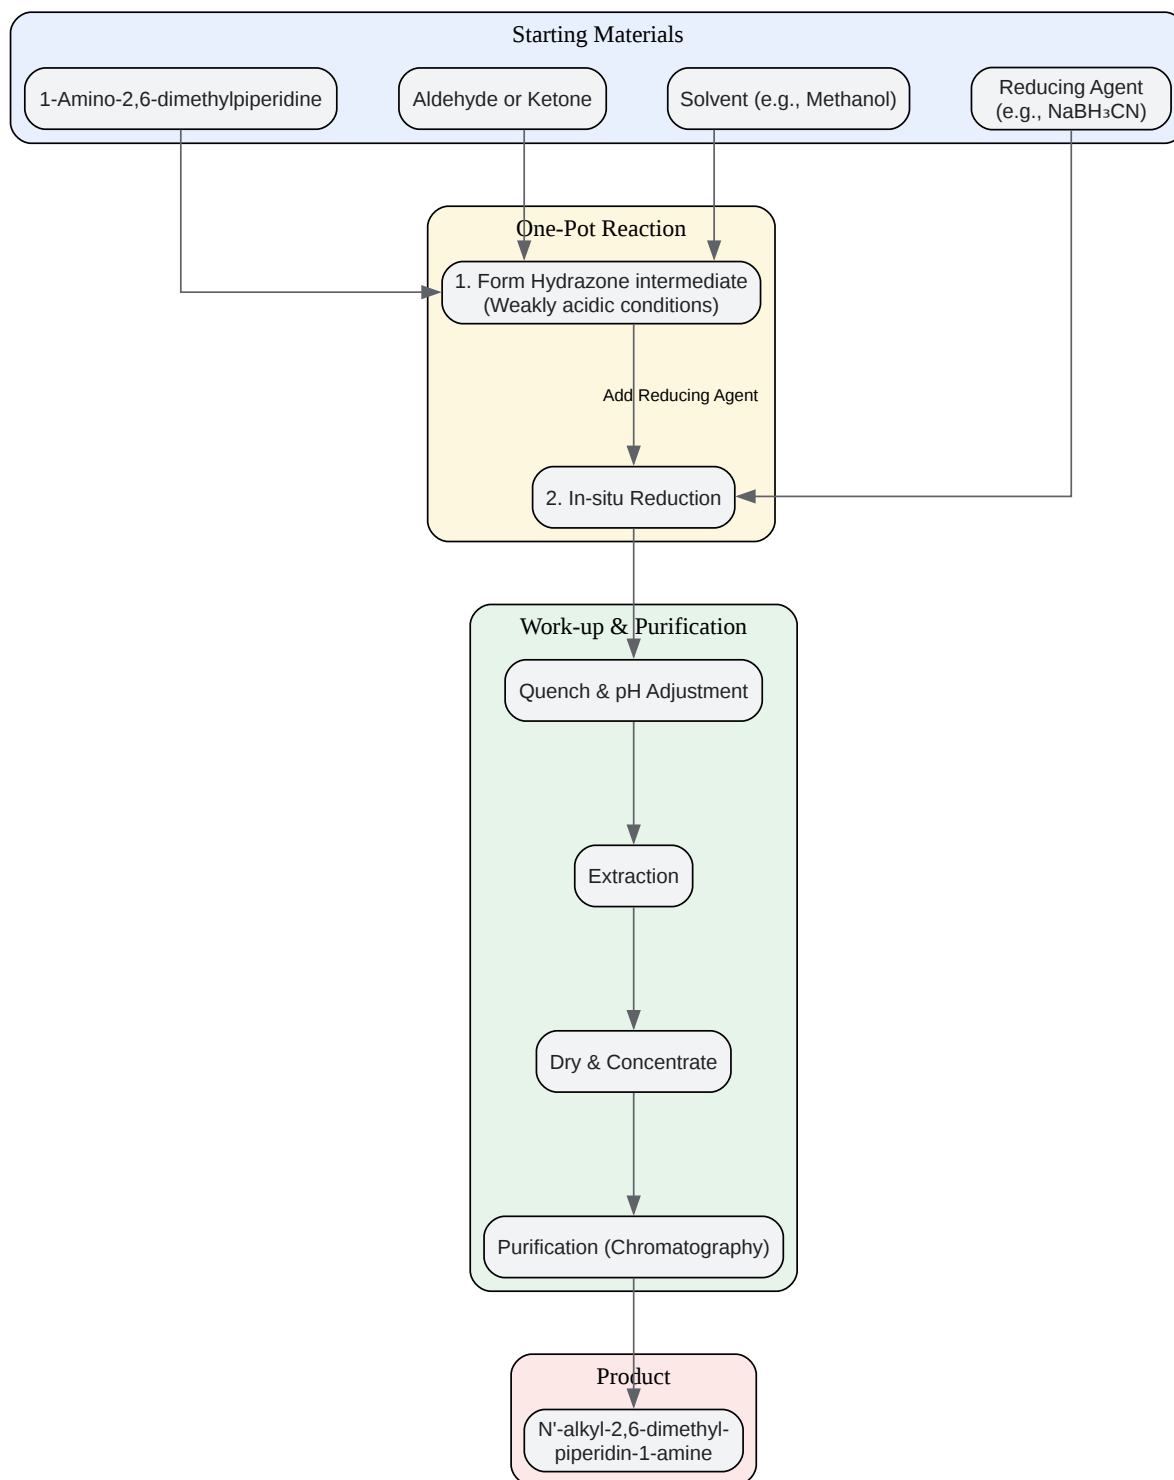 Starting Materials
1-Amino-2,6-dimethylpiperidine
Aldehyde or Ketone
Solvent (e.g., Methanol)
Reducing Agent
(e.g., NaBH₃CN)
One-Pot Reaction
1. Form Hydrazone intermediate
(Weakly acidic conditions)
Add Reducing Agent
2. In-situ Reduction
Work-up & Purification
Quench & pH Adjustment
Extraction
Dry & Concentrate
Purification (Chromatography)
Product
N'-alkyl-2,6-dimethyl-
piperidin-1-amine